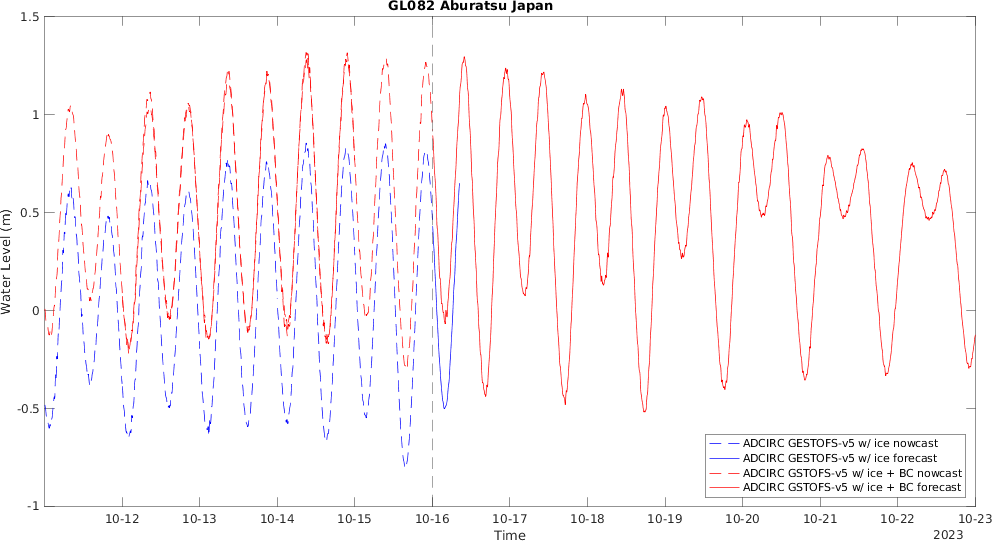 GL082 Aburatsu Japan
1.5
1
0.5
0
-0.5
-1
Water Level (m)
ADCIRC GESTOFS-v5 w/ ice nowcast
ADCIRC GESTOFS-v5 w/ ice forecast
ADCIRC GSTOFS-v5 w/ ice + BC nowcast
ADCIRC GSTOFS-v5 w/ ice + BC forecast
10-12 10-13 10-14 10-15 10-16 10-17 10-18 10-19 10-20 10-21 10-22 10-23
Time
2023